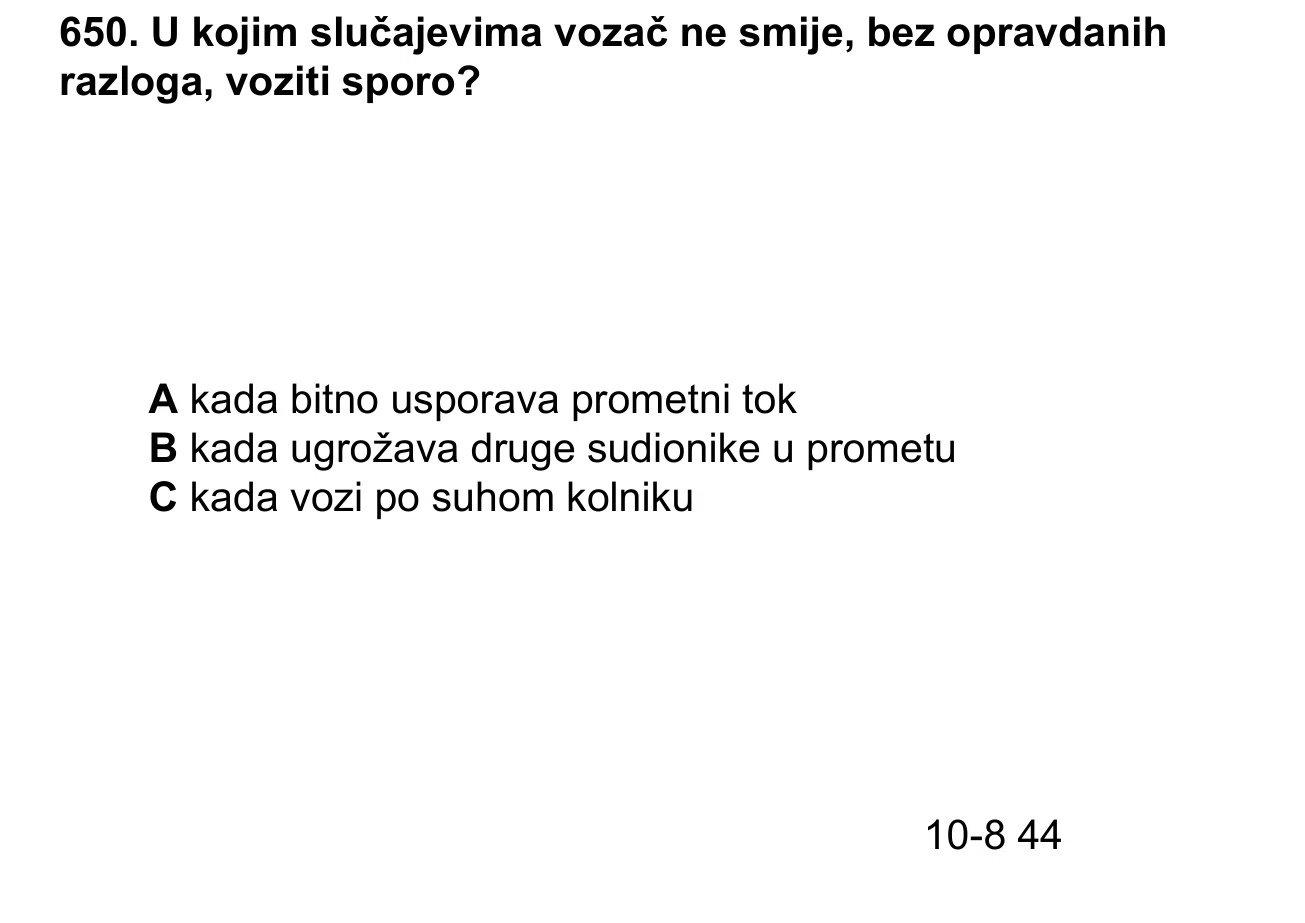 650. U kojim slučajevima vozač ne smije, bez opravdanih
razloga, voziti sporo?
A kada bitno usporava prometni tok
B kada ugrožava druge sudionike u prometu
C kada vozi po suhom kolniku
10-8 44